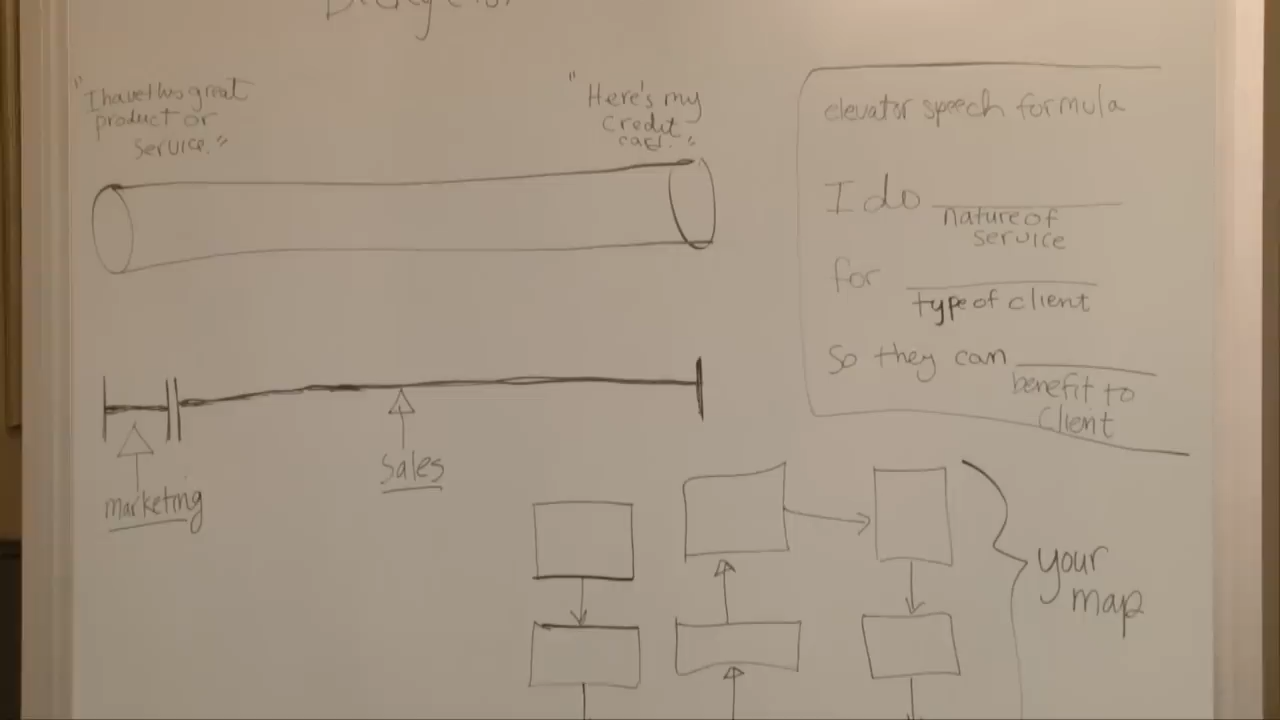 "I have this great
product or
service."
"Here's my
credit
card."
elevator speech formula
I do
nature of
service
for
type of client
So they can
benefit to
Client
marketing
Sales
your
map